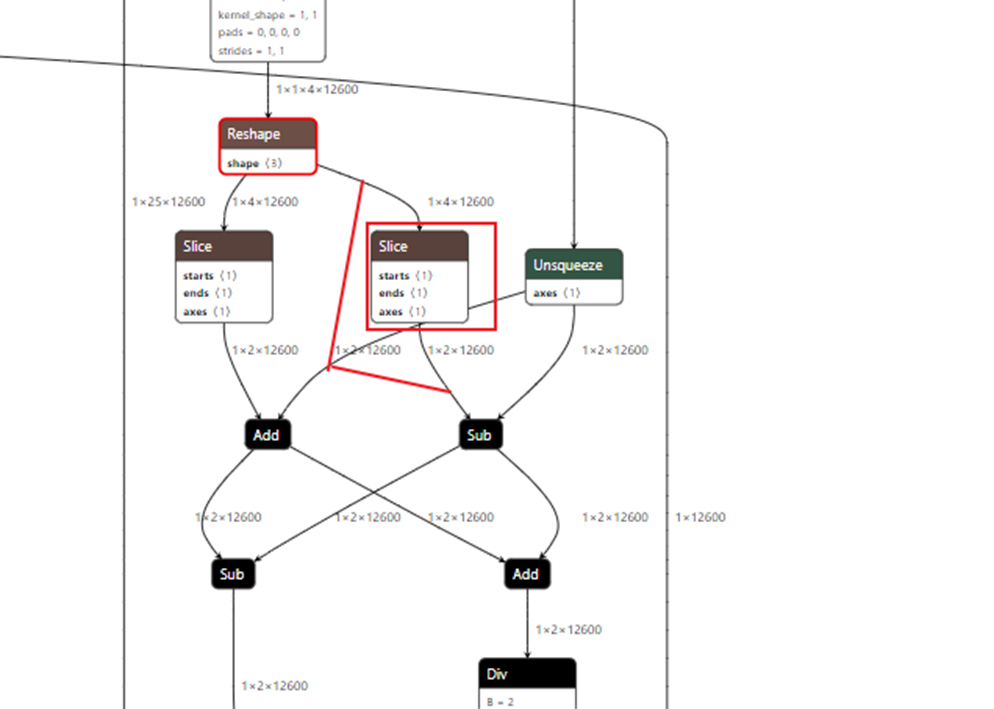 kernel_shape = 1, 1
pads = 0, 0, 0, 0
strides = 1, 1
1×1×4×12600
Reshape
shape ⟨3⟩
1×25×12600
1×4×12600
1×4×12600
Slice
starts ⟨1⟩
ends ⟨1⟩
axes ⟨1⟩
Slice
starts ⟨1⟩
ends ⟨1⟩
axes ⟨1⟩
Unsqueeze
axes ⟨1⟩
1×2×12600
1×2×12600
1×2×12600
1×2×12600
Add
Sub
1×2×12600
1×2×12600
1×2×12600
1×2×12600
1×12600
Sub
Add
1×2×12600
Div
B = 2
1×2×12600